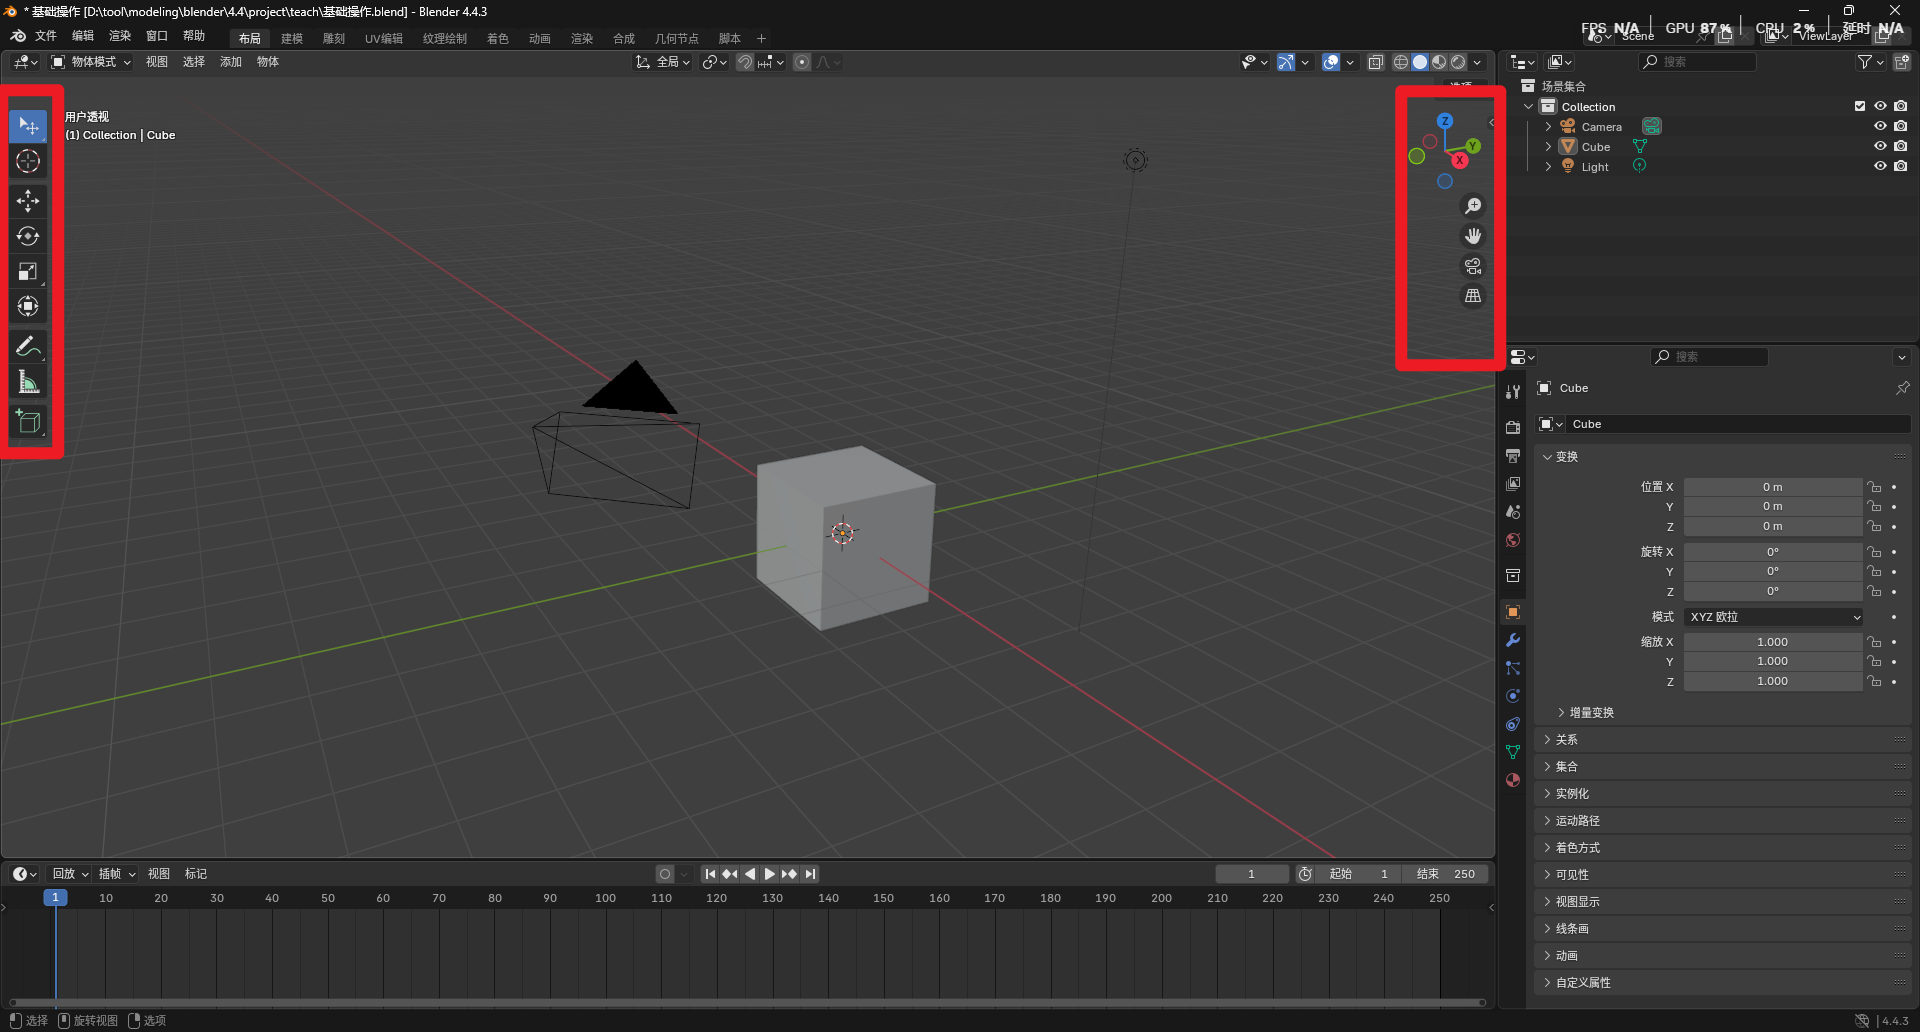 * 基础操作 [D:\tool\modeling\blender\4.4\project\teach\基础操作.blend] - Blender 4.4.3
文件 编辑 渲染 窗口 帮助 布局 建模 雕刻 UV编辑 纹理绘制 着色 动画 渲染 合成 几何节点 脚本 +
FPS N/A GPU 87 % CPU 2 % 延时 N/A
Scene ViewLayer
物体模式 视图 选择 添加 物体 全局
选项
用户透视
(1) Collection | Cube
Z
Y
X
搜索
场景集合
Collection
Camera
Cube
Light
搜索
Cube
Cube
变换
位置 X 0 m
Y 0 m
Z 0 m
旋转 X 0°
Y 0°
Z 0°
模式 XYZ 欧拉
缩放 X 1.000
Y 1.000
Z 1.000
增量变换
关系
集合
实例化
运动路径
着色方式
可见性
视图显示
线条画
动画
自定义属性
回放 插帧 视图 标记 1 起始 1 结束 250
1 10 20 30 40 50 60 70 80 90 100 110 120 130 140 150 160 170 180 190 200 210 220 230 240 250
选择 旋转视图 选项 4.4.3